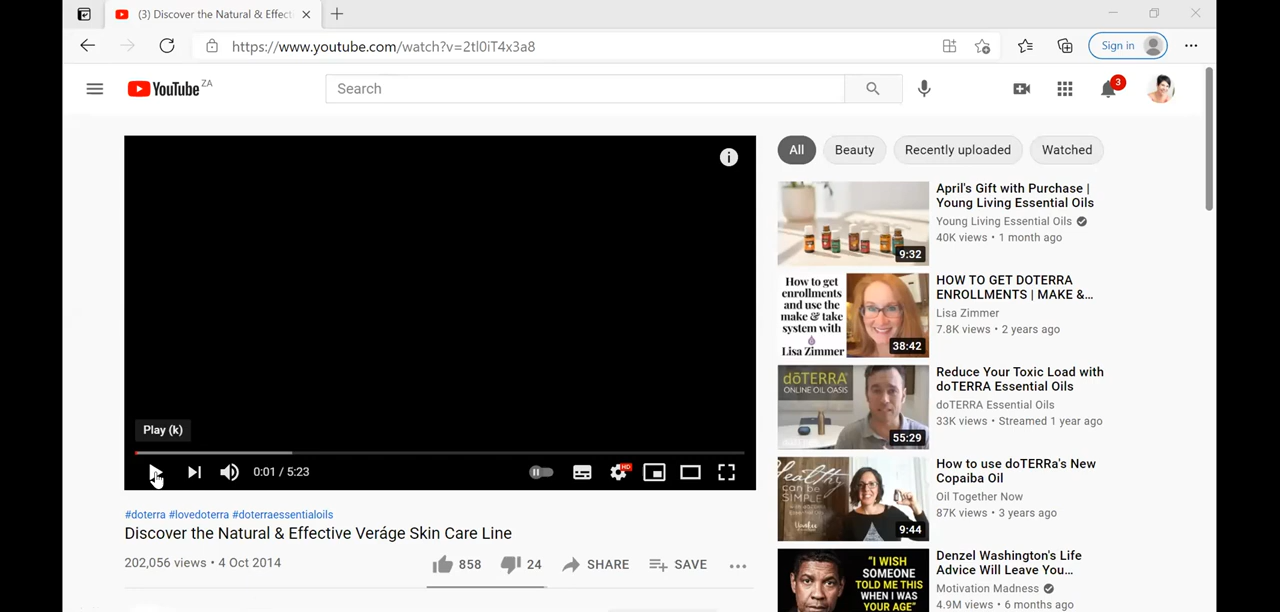 (3) Discover the Natural & Effect
https://www.youtube.com/watch?v=2tl0iT4x3a8
Sign in
YouTube ZA
Search
3
All
Beauty
Recently uploaded
Watched
i
Play (k)
0:01 / 5:23
HD
#doterra #lovedoterra #doterraessentialoils
Discover the Natural & Effective Veráge Skin Care Line
202,056 views • 4 Oct 2014
858
24
SHARE
SAVE
9:32
April's Gift with Purchase |
Young Living Essential Oils
Young Living Essential Oils
40K views • 1 month ago
How to get
enrollments
and use the
make & take
system with
Lisa Zimmer
38:42
HOW TO GET DOTERRA
ENROLLMENTS | MAKE &...
Lisa Zimmer
7.8K views • 2 years ago
dōTERRA
ONLINE OIL OASIS
55:29
Reduce Your Toxic Load with
doTERRA Essential Oils
doTERRA Essential Oils
33K views • Streamed 1 year ago
Healthy
can be
SIMPLE
9:44
How to use doTERRa's New
Copaiba Oil
Oil Together Now
87K views • 3 years ago
"I WISH
SOMEONE
TOLD ME THIS
WHEN I WAS
YOUR AGE"
Denzel Washington's Life
Advice Will Leave You...
Motivation Madness
4.9M views • 6 months ago